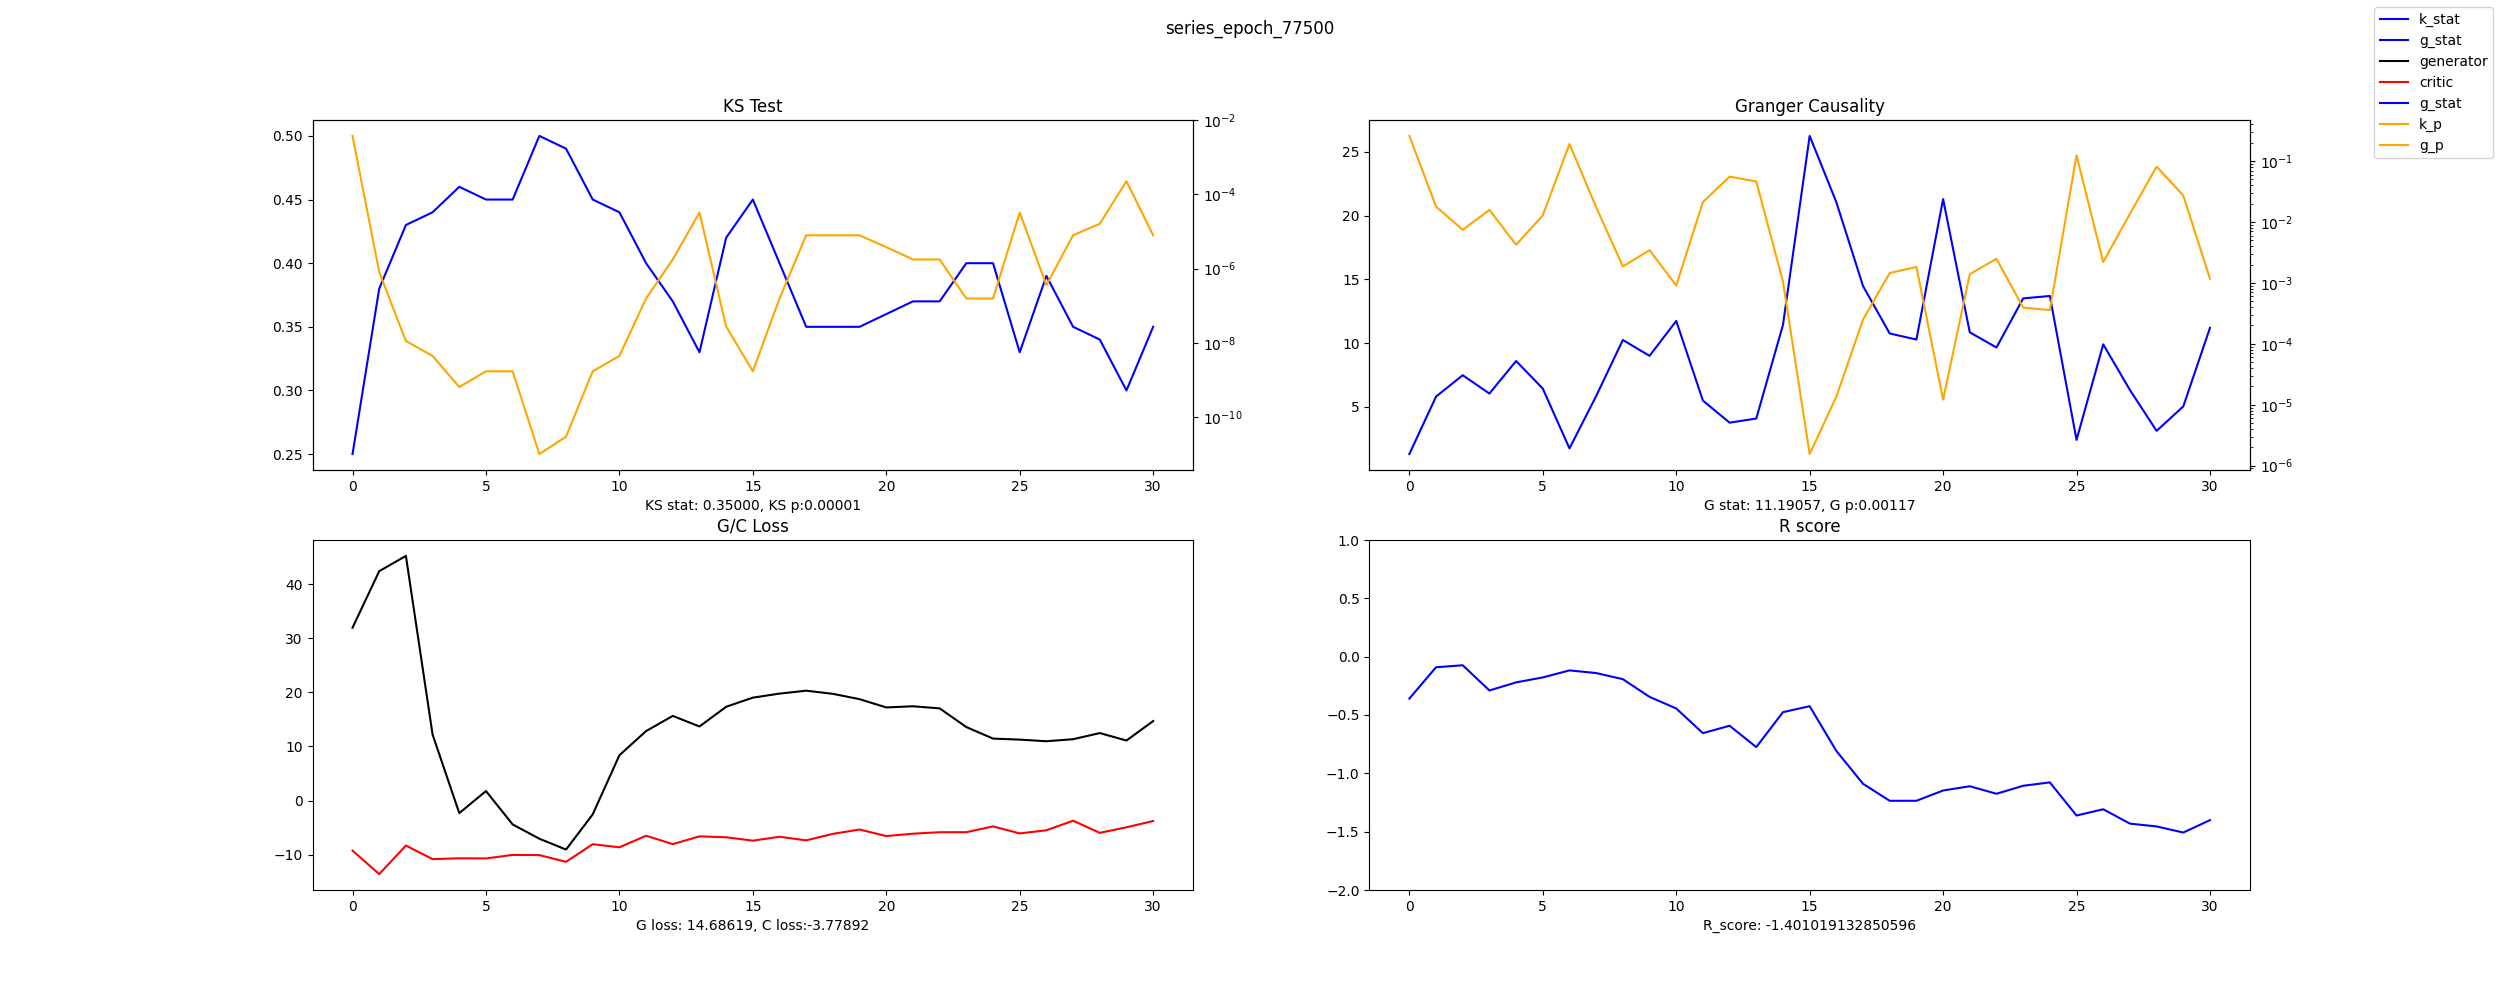 series_epoch_77500
k_stat
g_stat
generator
critic
g_stat
k_p
g_p
KS Test
0.50
0.45
0.40
0.35
0.30
0.25
10⁻²
10⁻⁴
10⁻⁶
10⁻⁸
10⁻¹⁰
0 5 10 15 20 25 30
KS stat: 0.35000, KS p:0.00001
Granger Causality
25
20
15
10
5
10⁻¹
10⁻²
10⁻³
10⁻⁴
10⁻⁵
10⁻⁶
0 5 10 15 20 25 30
G stat: 11.19057, G p:0.00117
G/C Loss
40
30
20
10
0
−10
0 5 10 15 20 25 30
G loss: 14.68619, C loss:-3.77892
R score
1.0
0.5
0.0
−0.5
−1.0
−1.5
−2.0
0 5 10 15 20 25 30
R_score: -1.401019132850596